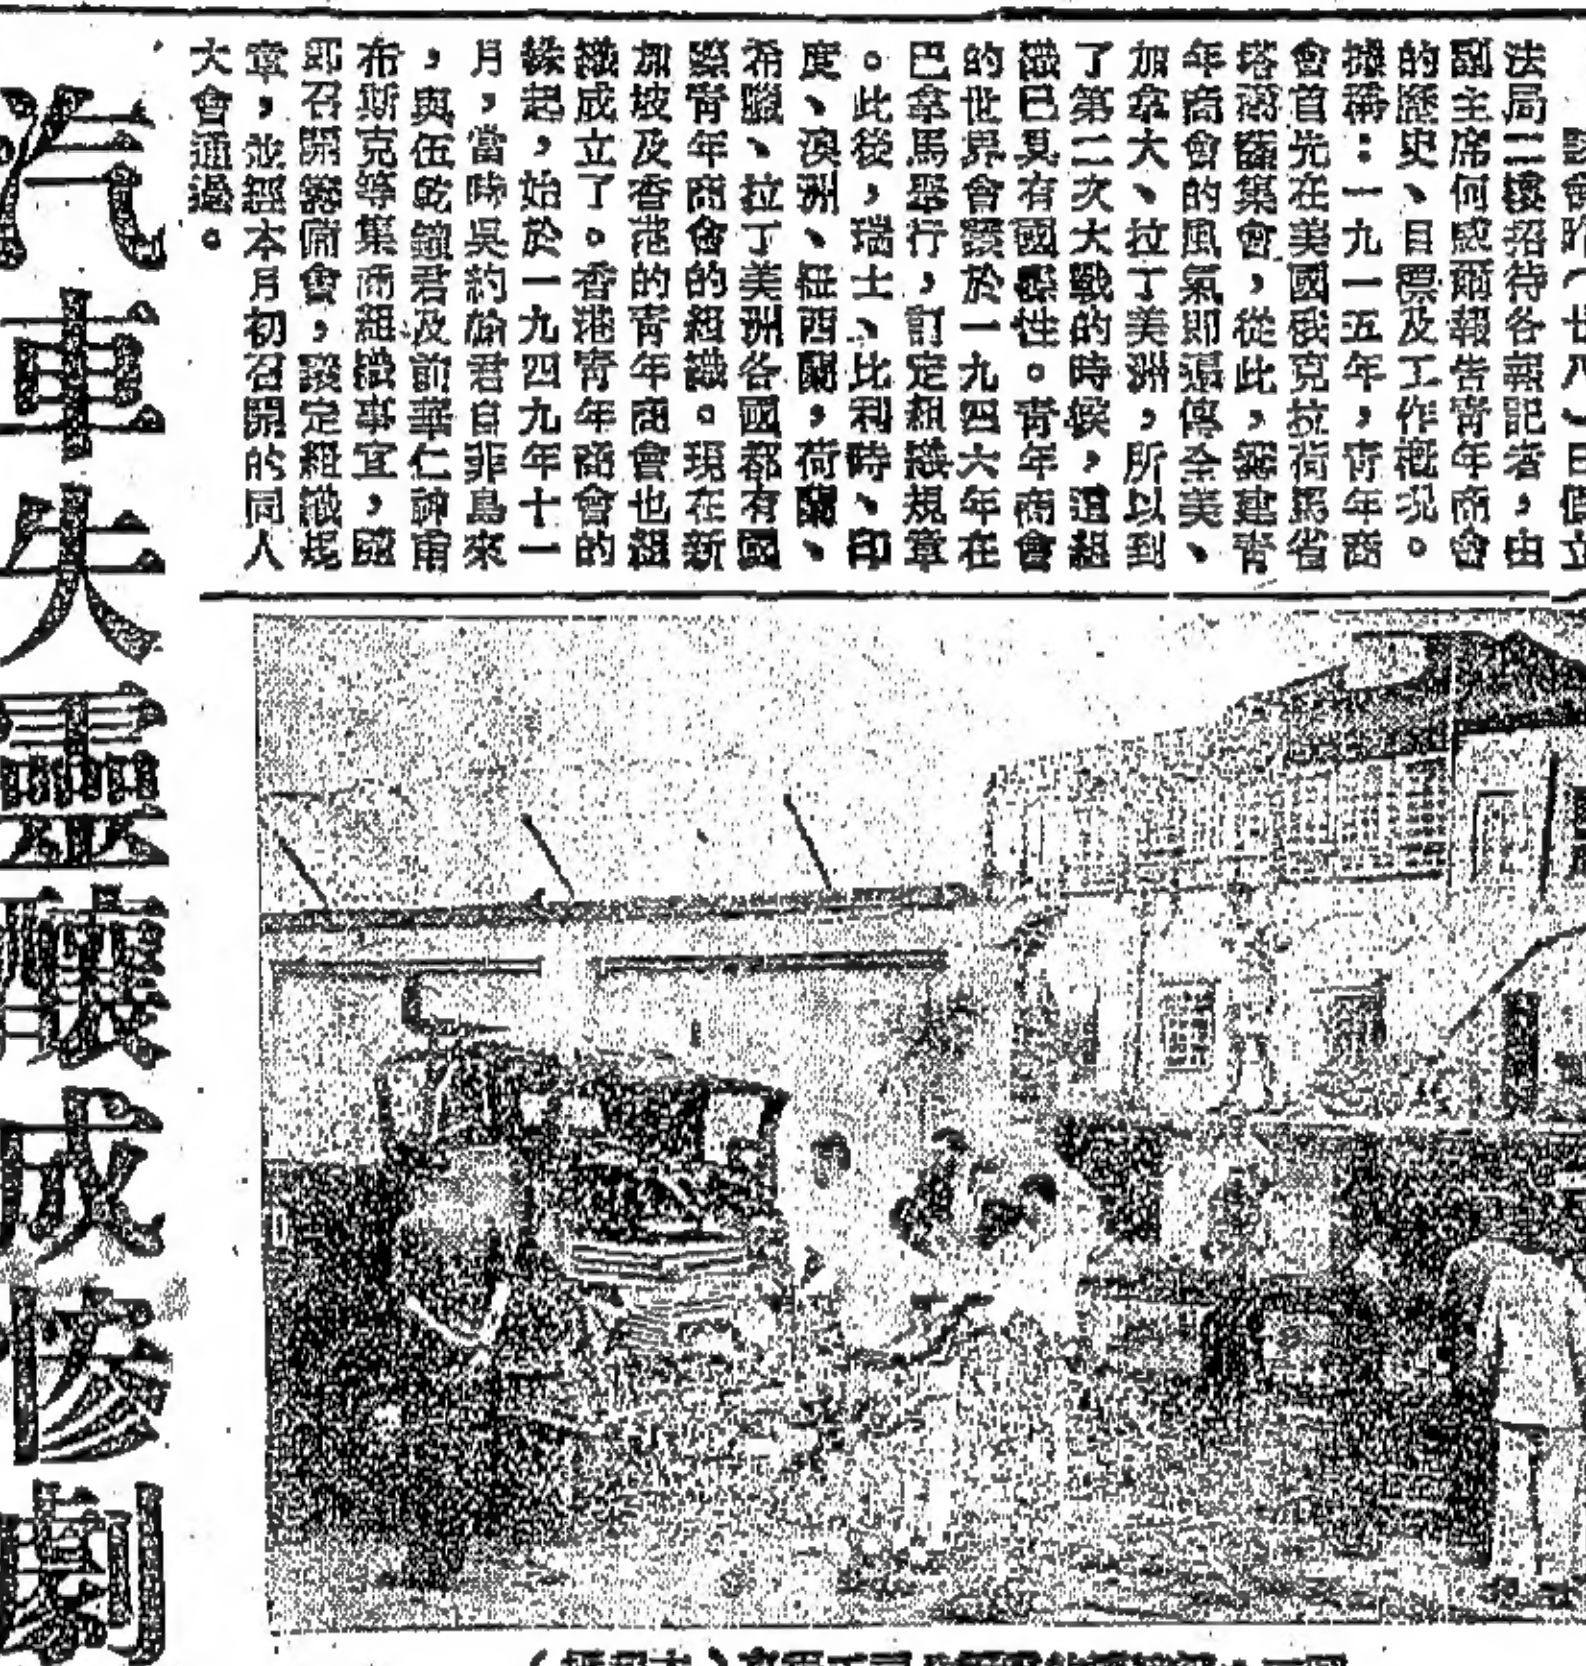 該會昨（廿八）日假立
法局二樓招待各報記者，由
副主席何威爾報告青年商會
的歷史、目標及工作概況。
據稱：一九一五年，青年商
會首先在美國俄克拉荷馬省
塔爾薩集會，從此，籌建青
年商會的風氣即遍傳全美、
加拿大、拉丁美洲，所以到
了第二次大戰的時候，這組
織已具有國際性。青年商會
的世界會議於一九四六年在
巴拿馬舉行，訂定組織規章
。此後，瑞士、比利時、印
度、澳洲、紐西蘭，荷蘭、
希臘、拉丁美洲各國都有國
際青年商會的組織。現在新
加坡及香港的青年商會也組
織成立了。香港青年商會的
緣起，始於一九四九年十一
月，當時吳約翰君自菲島來
，與伍乾鐘君及前華仁神甫
布斯克等集商組織事宜，隨
即召開籌備會，議定組織規
章，並經本月初召開的同人
大會通過。
汽車失靈釀成慘劇